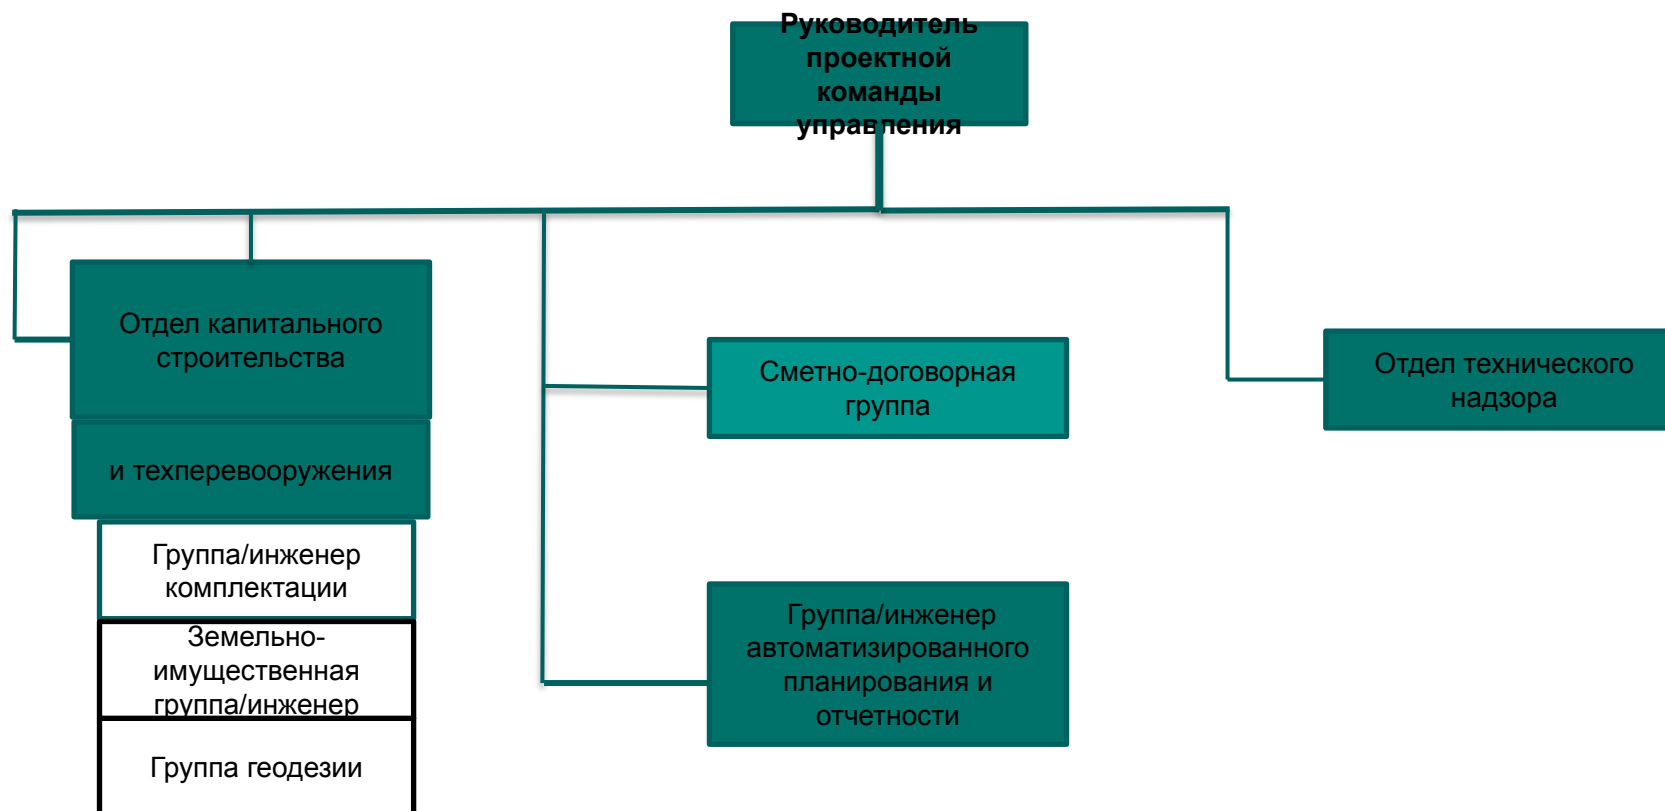 Руководитель
проектной
команды
управления
Отдел капитального
строительства
и техперевооружения
Группа/инженер
комплектации
Земельно-
имущественная
группа/инженер
Группа геодезии
Сметно-договорная
группа
Группа/инженер
автоматизированного
планирования и
отчетности
Отдел технического
надзора